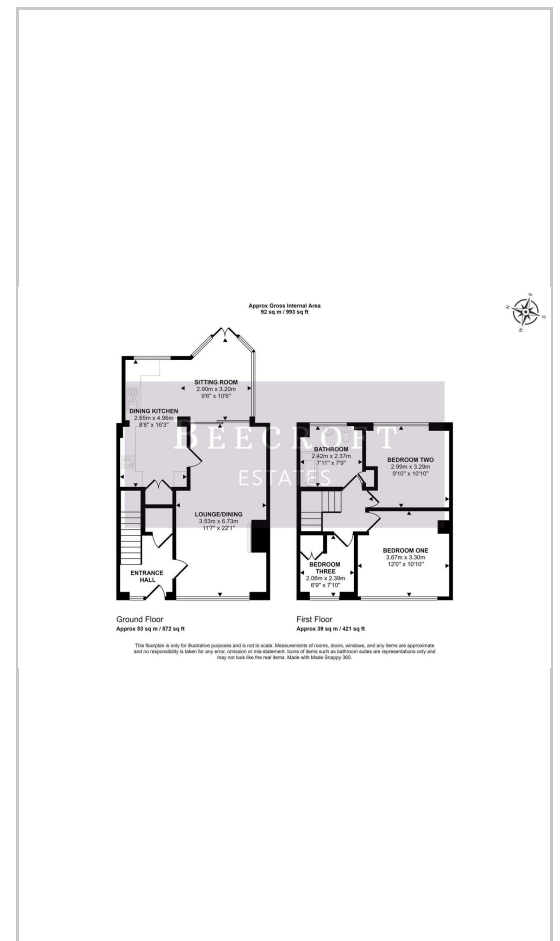 Approx Gross Internal Area
92 sq m / 993 sq ft
N
E
S
W
SITTING ROOM
2.90m x 3.20m
9'6" x 10'6"
DINING KITCHEN
2.65m x 4.96m
8'8" x 16'3"
BEECROFT
ESTATES
LOUNGE/DINING
3.53m x 6.73m
11'7" x 22'1"
ENTRANCE
HALL
BATHROOM
2.42m x 2.37m
7'11" x 7'9"
BEDROOM TWO
2.99m x 3.29m
9'10" x 10'10"
BEDROOM ONE
3.67m x 3.30m
12'0" x 10'10"
BEDROOM
THREE
2.06m x 2.39m
6'9" x 7'10"
Ground Floor
Approx 53 sq m / 572 sq ft
First Floor
Approx 39 sq m / 421 sq ft
This floorplan is only for illustrative purposes and is not to scale. Measurements of rooms, doors, windows, and any items are approximate
and no responsibility is taken for any error, omission or mis-statement. Icons of items such as bathroom suites are representations only and
may not look like the real items. Made with Made Snappy 360.